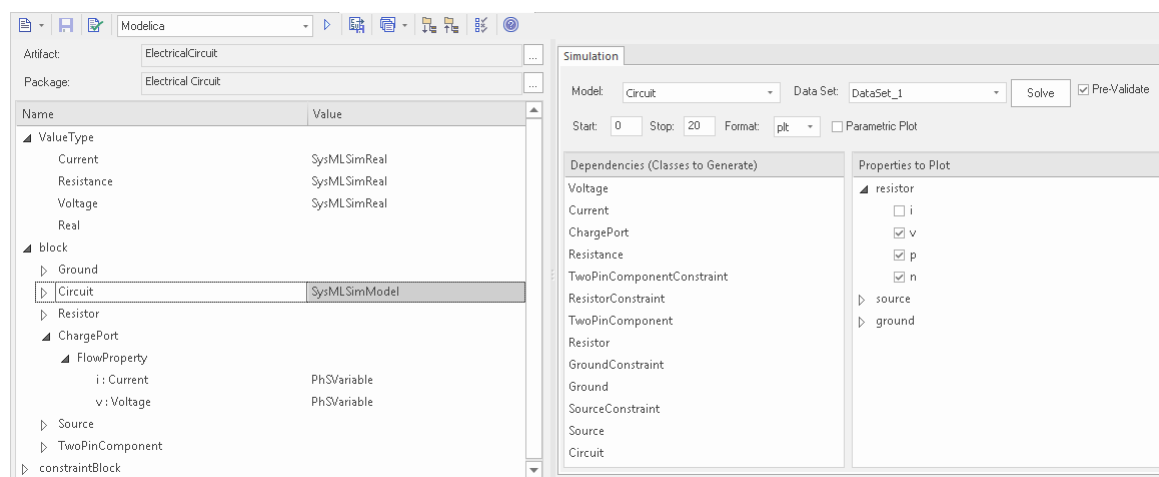 Modelica
Artifact: ElectricalCircuit ...
Package: Electrical Circuit ...
Name Value
ValueType
Current SysMLSimReal
Resistance SysMLSimReal
Voltage SysMLSimReal
Real
block
Ground
Circuit SysMLSimModel
Resistor
ChargePort
FlowProperty
i : Current PhSVariable
v : Voltage PhSVariable
Source
TwoPinComponent
constraintBlock
Simulation
Model: Circuit Data Set: DataSet_1 Solve Pre-Validate
Start: 0 Stop: 20 Format: plt Parametric Plot
Dependencies (Classes to Generate)
Voltage
Current
ChargePort
Resistance
TwoPinComponentConstraint
ResistorConstraint
TwoPinComponent
Resistor
GroundConstraint
Ground
SourceConstraint
Source
Circuit
Properties to Plot
resistor
i
v
p
n
source
ground